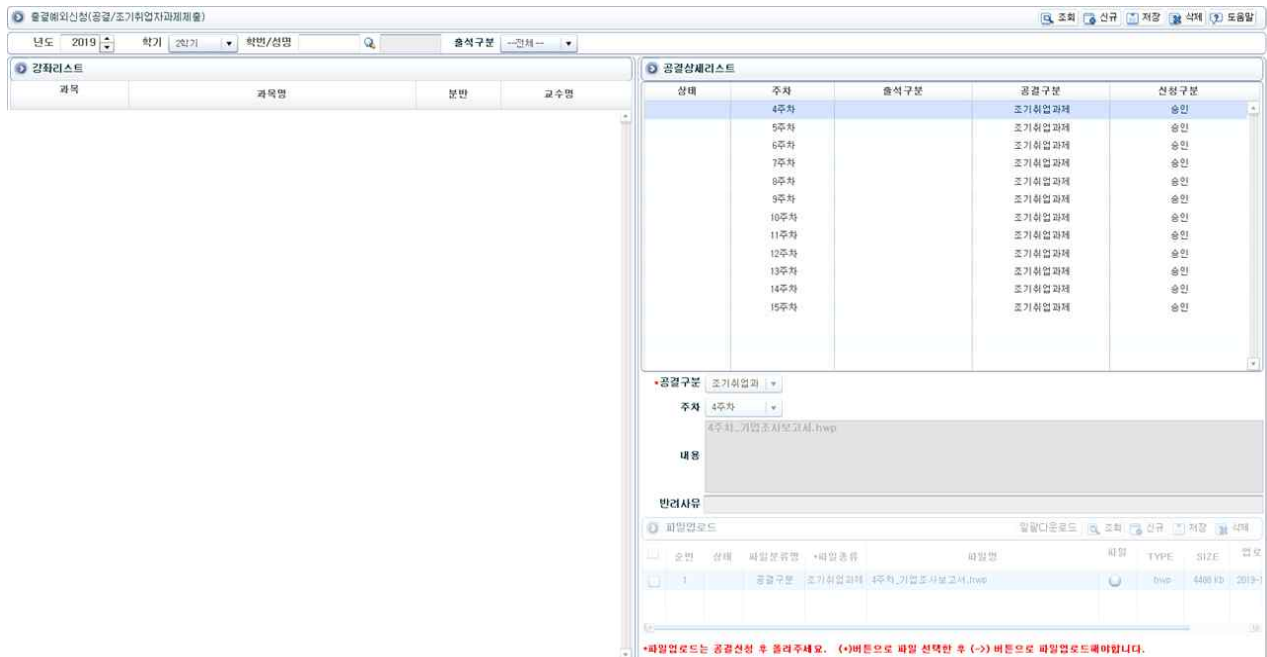 출결예외신청(공결/조기취업자과제제출)
조회 신규 저장 삭제 도움말
년도 2019 학기 2학기 학번/성명 출석구분 ---전체---
강좌리스트
과목 과목명 분반 교수명
공결상세리스트
상태 주차 출석구분 공결구분 신청구분
4주차 조기취업과제 승인
5주차 조기취업과제 승인
6주차 조기취업과제 승인
7주차 조기취업과제 승인
8주차 조기취업과제 승인
9주차 조기취업과제 승인
10주차 조기취업과제 승인
11주차 조기취업과제 승인
12주차 조기취업과제 승인
13주차 조기취업과제 승인
14주차 조기취업과제 승인
15주차 조기취업과제 승인
*공결구분 조기취업과
주차 4주차
내용 4주차_기업조사보고서.hwp
반려사유
파일업로드 일괄다운로드 조회 신규 저장 삭제
순번 상태 파일분류명 *파일종류 파일명 파일 TYPE SIZE 업로
1 공결구분 조기취업과제 4주차_기업조사보고서.hwp hwp 4408 Kb 2019-1
*파일업로드는 공결신청 후 올려주세요. (+)버튼으로 파일 선택한 후 (->) 버튼으로 파일업로드해야합니다.